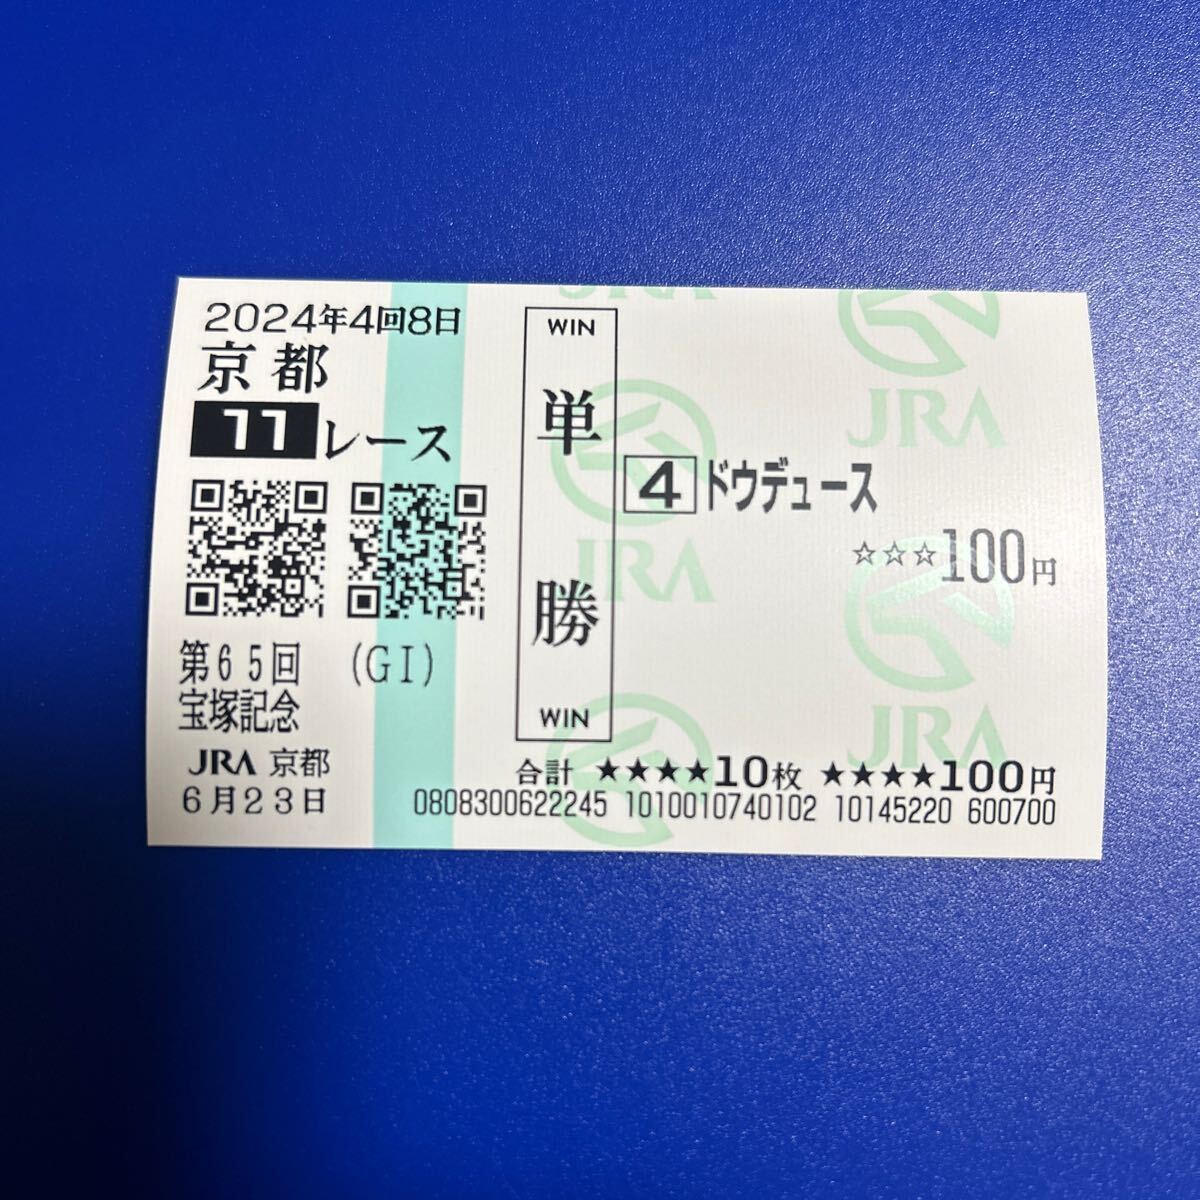 2024年4回8日
京都
11レース
第65回 (GI)
宝塚記念
JRA 京都
6月23日
WIN
単勝
WIN
4 ドウデュース
☆☆☆100円
合計 ★★★★10枚 ★★★★100円
0808300622245 1010010740102 10145220 600700
JRA
JRA
JRA
JRA